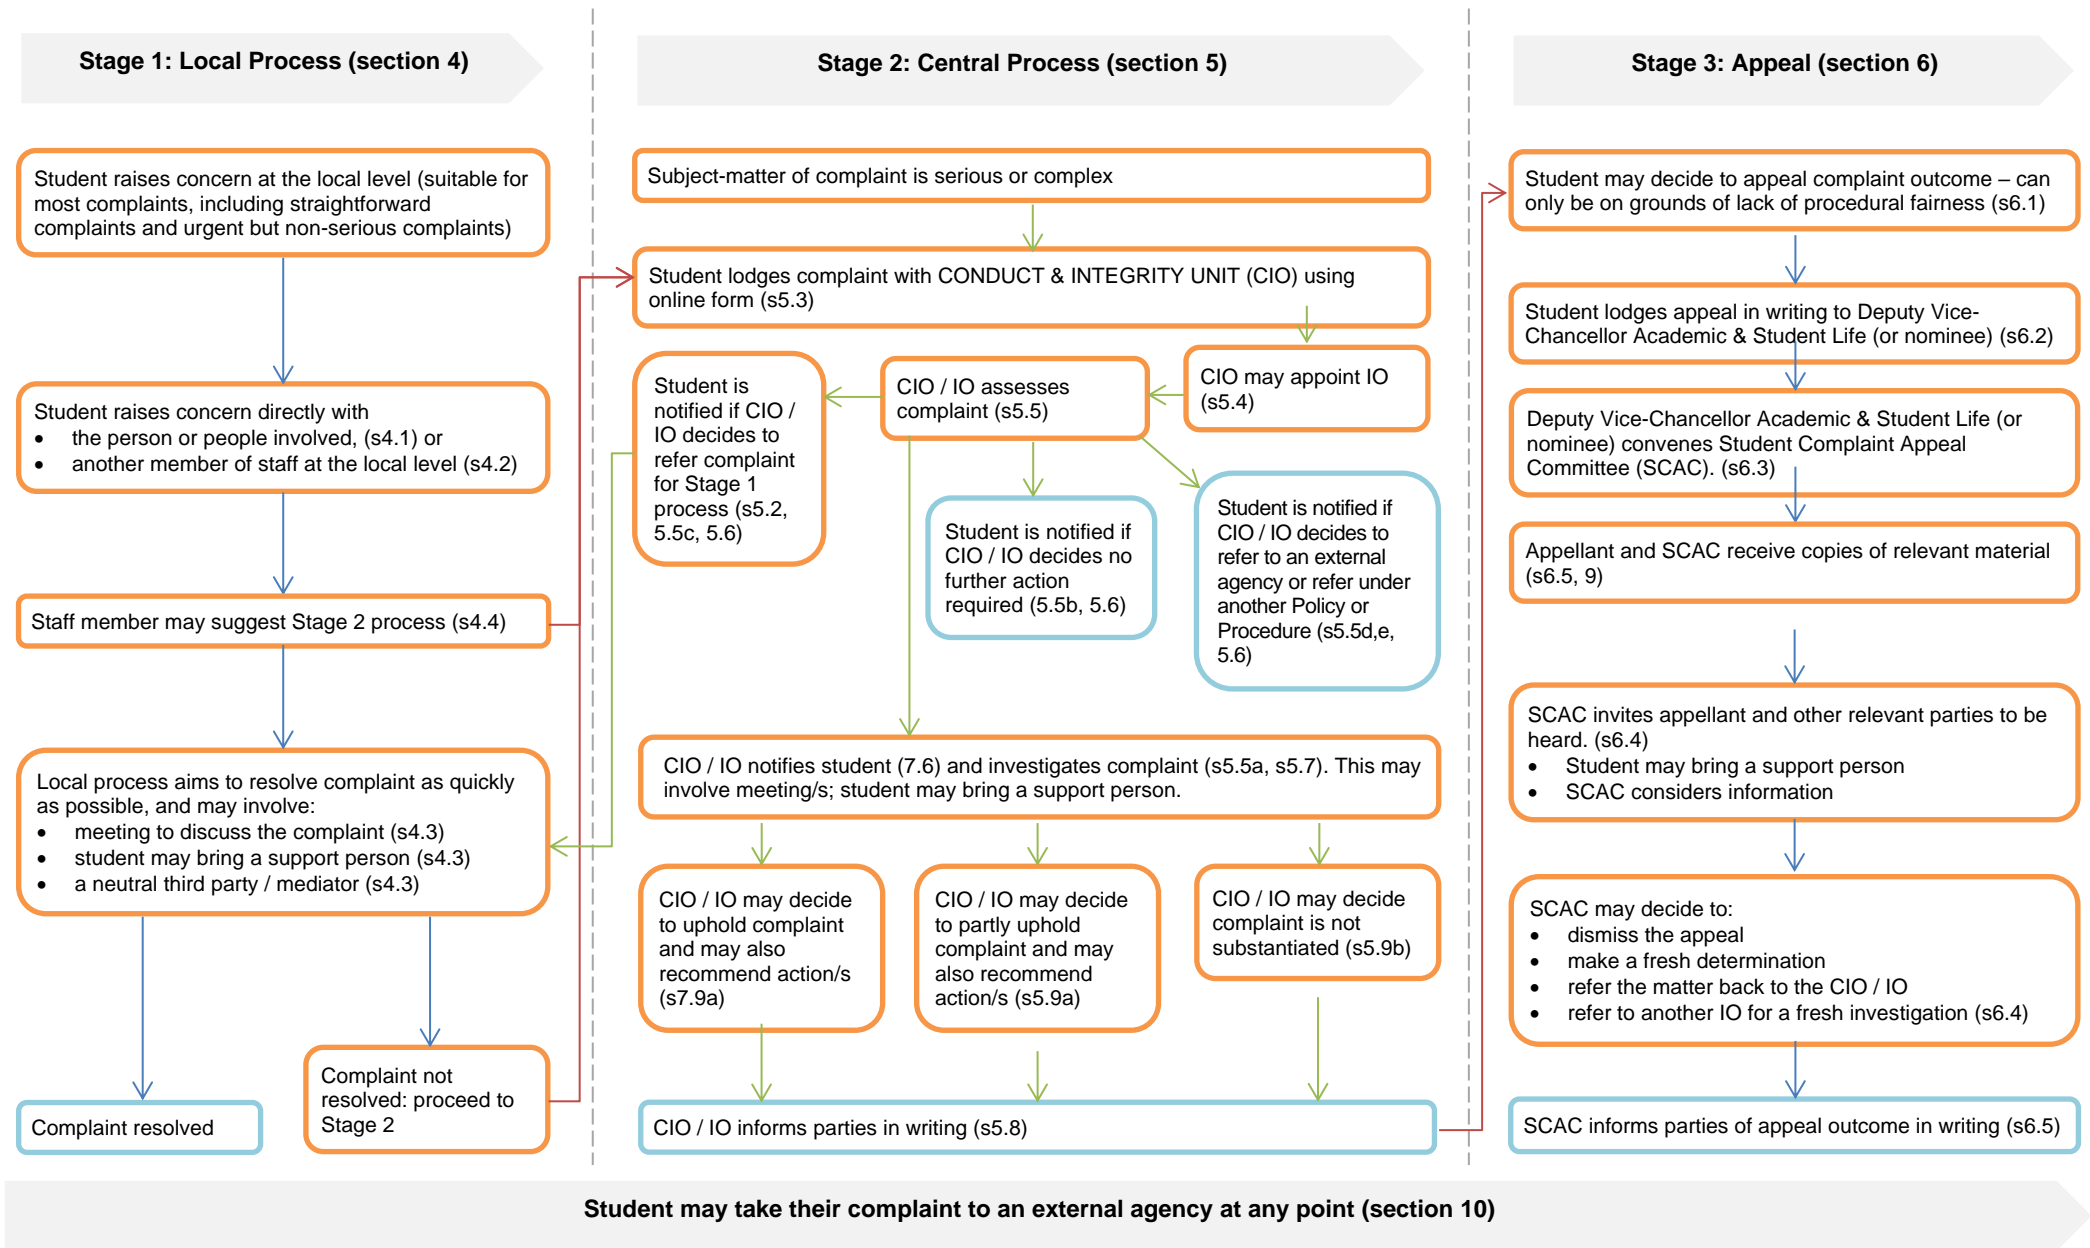 Stage 1: Local Process (section 4)
Student raises concern at the local level (suitable for
most complaints, including straightforward
complaints and urgent but non-serious complaints)
Student raises concern directly with
• the person or people involved, (s4.1) or
• another member of staff at the local level (s4.2)
Staff member may suggest Stage 2 process (s4.4)
Local process aims to resolve complaint as quickly
as possible, and may involve:
• meeting to discuss the complaint (s4.3)
• student may bring a support person (s4.3)
• a neutral third party / mediator (s4.3)
Complaint resolved
Complaint not
resolved: proceed to
Stage 2
Stage 2: Central Process (section 5)
Subject-matter of complaint is serious or complex
Student lodges complaint with CONDUCT & INTEGRITY UNIT (CIO) using
online form (s5.3)
CIO may appoint IO
(s5.4)
CIO / IO assesses
complaint (s5.5)
Student is
notified if CIO /
IO decides to
refer complaint
for Stage 1
process (s5.2,
5.5c, 5.6)
Student is notified if
CIO / IO decides no
further action
required (5.5b, 5.6)
Student is notified if
CIO / IO decides to
refer to an external
agency or refer under
another Policy or
Procedure (s5.5d,e,
5.6)
CIO / IO notifies student (7.6) and investigates complaint (s5.5a, s5.7). This may
involve meeting/s; student may bring a support person.
CIO / IO may decide
to uphold complaint
and may also
recommend action/s
(s7.9a)
CIO / IO may decide
to partly uphold
complaint and may
also recommend
action/s (s5.9a)
CIO / IO may decide
complaint is not
substantiated (s5.9b)
CIO / IO informs parties in writing (s5.8)
Stage 3: Appeal (section 6)
Student may decide to appeal complaint outcome – can
only be on grounds of lack of procedural fairness (s6.1)
Student lodges appeal in writing to Deputy Vice-
Chancellor Academic & Student Life (or nominee) (s6.2)
Deputy Vice-Chancellor Academic & Student Life (or
nominee) convenes Student Complaint Appeal
Committee (SCAC). (s6.3)
Appellant and SCAC receive copies of relevant material
(s6.5, 9)
SCAC invites appellant and other relevant parties to be
heard. (s6.4)
• Student may bring a support person
• SCAC considers information
SCAC may decide to:
• dismiss the appeal
• make a fresh determination
• refer the matter back to the CIO / IO
• refer to another IO for a fresh investigation (s6.4)
SCAC informs parties of appeal outcome in writing (s6.5)
Student may take their complaint to an external agency at any point (section 10)